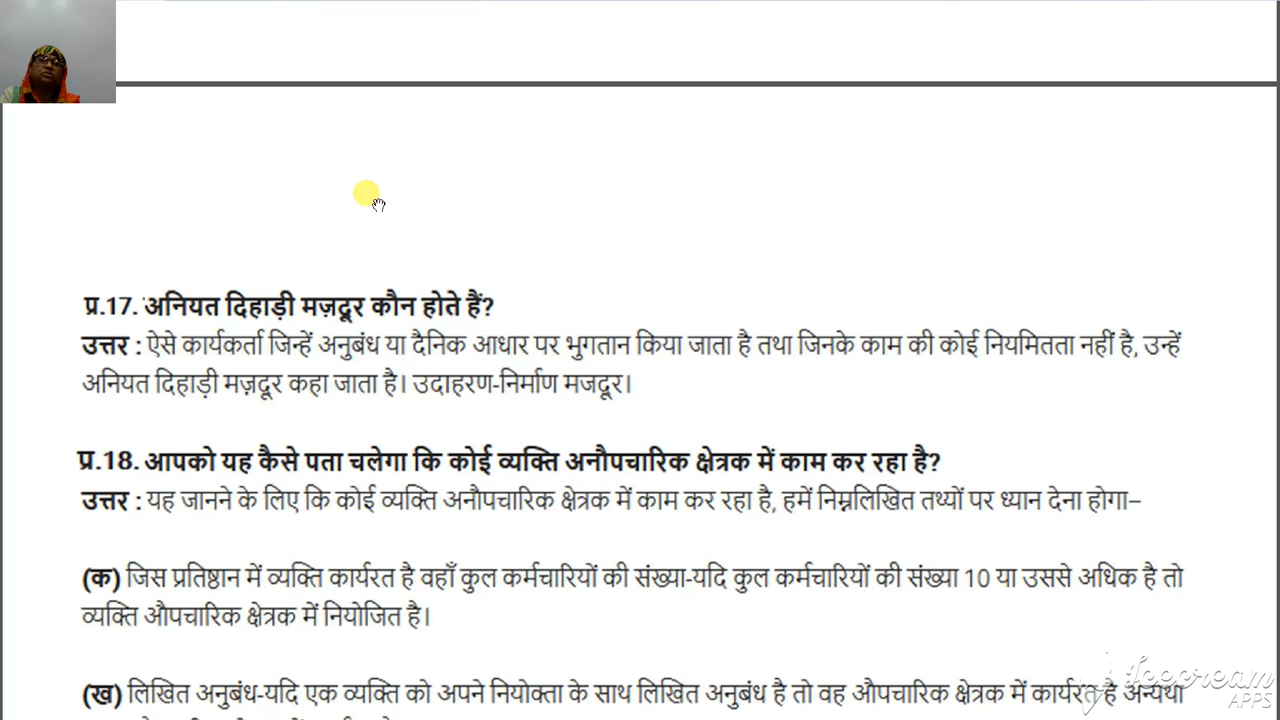 प्र.17. अनियत दिहाड़ी मज़दूर कौन होते हैं?
उत्तर : ऐसे कार्यकर्ता जिन्हें अनुबंध या दैनिक आधार पर भुगतान किया जाता है तथा जिनके काम की कोई नियमितता नहीं है, उन्हें
अनियत दिहाड़ी मज़दूर कहा जाता है। उदाहरण-निर्माण मजदूर।
प्र.18. आपको यह कैसे पता चलेगा कि कोई व्यक्ति अनौपचारिक क्षेत्रक में काम कर रहा है?
उत्तर : यह जानने के लिए कि कोई व्यक्ति अनौपचारिक क्षेत्रक में काम कर रहा है, हमें निम्नलिखित तथ्यों पर ध्यान देना होगा–
(क) जिस प्रतिष्ठान में व्यक्ति कार्यरत है वहाँ कुल कर्मचारियों की संख्या-यदि कुल कर्मचारियों की संख्या 10 या उससे अधिक है तो
व्यक्ति औपचारिक क्षेत्रक में नियोजित है।
(ख) लिखित अनुबंध-यदि एक व्यक्ति को अपने नियोक्ता के साथ लिखित अनुबंध है तो वह औपचारिक क्षेत्रक में कार्यरत है अन्यथा
Icecream
APPS